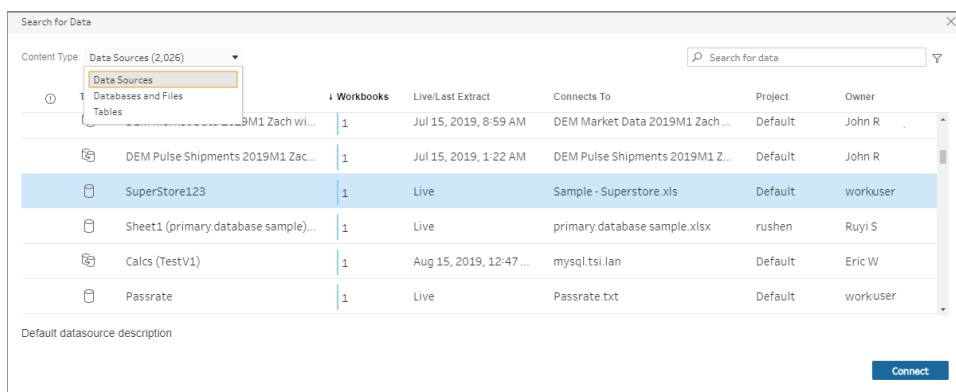 Search for Data
Content Type: Data Sources (2,026)
Search for data
Data Sources
Databases and Files
Tables
T
↓ Workbooks Live/Last Extract Connects To Project Owner
1 Jul 15, 2019, 8:59 AM DEM Market Data 2019M1 Zach ... Default John R
DEM Pulse Shipments 2019M1 Zac... 1 Jul 15, 2019, 1:22 AM DEM Pulse Shipments 2019M1 Z... Default John R
SuperStore123 1 Live Sample - Superstore.xls Default workuser
Sheet1 (primary.database sample)... 1 Live primary.database sample.xlsx rushen Ruyi S
Calcs (TestV1) 1 Aug 15, 2019, 12:47 ... mysql.tsi.lan Default Eric W
Passrate 1 Live Passrate.txt Default workuser
Default datasource description
Connect